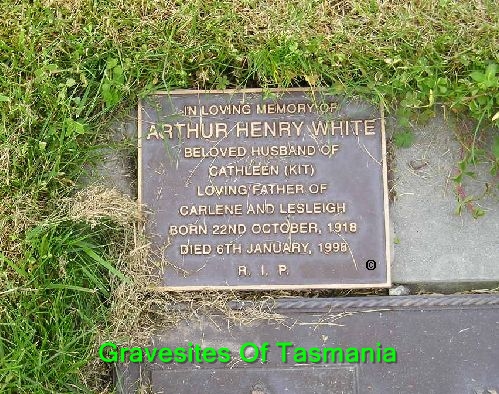 IN LOVING MEMORY OF
ARTHUR HENRY WHITE
BELOVED HUSBAND OF
CATHLEEN (KIT)
LOVING FATHER OF
CARLENE AND LESLEIGH
BORN 22ND OCTOBER, 1918
DIED 6TH JANUARY, 1998
R. I. P.
©
Gravesites Of Tasmania